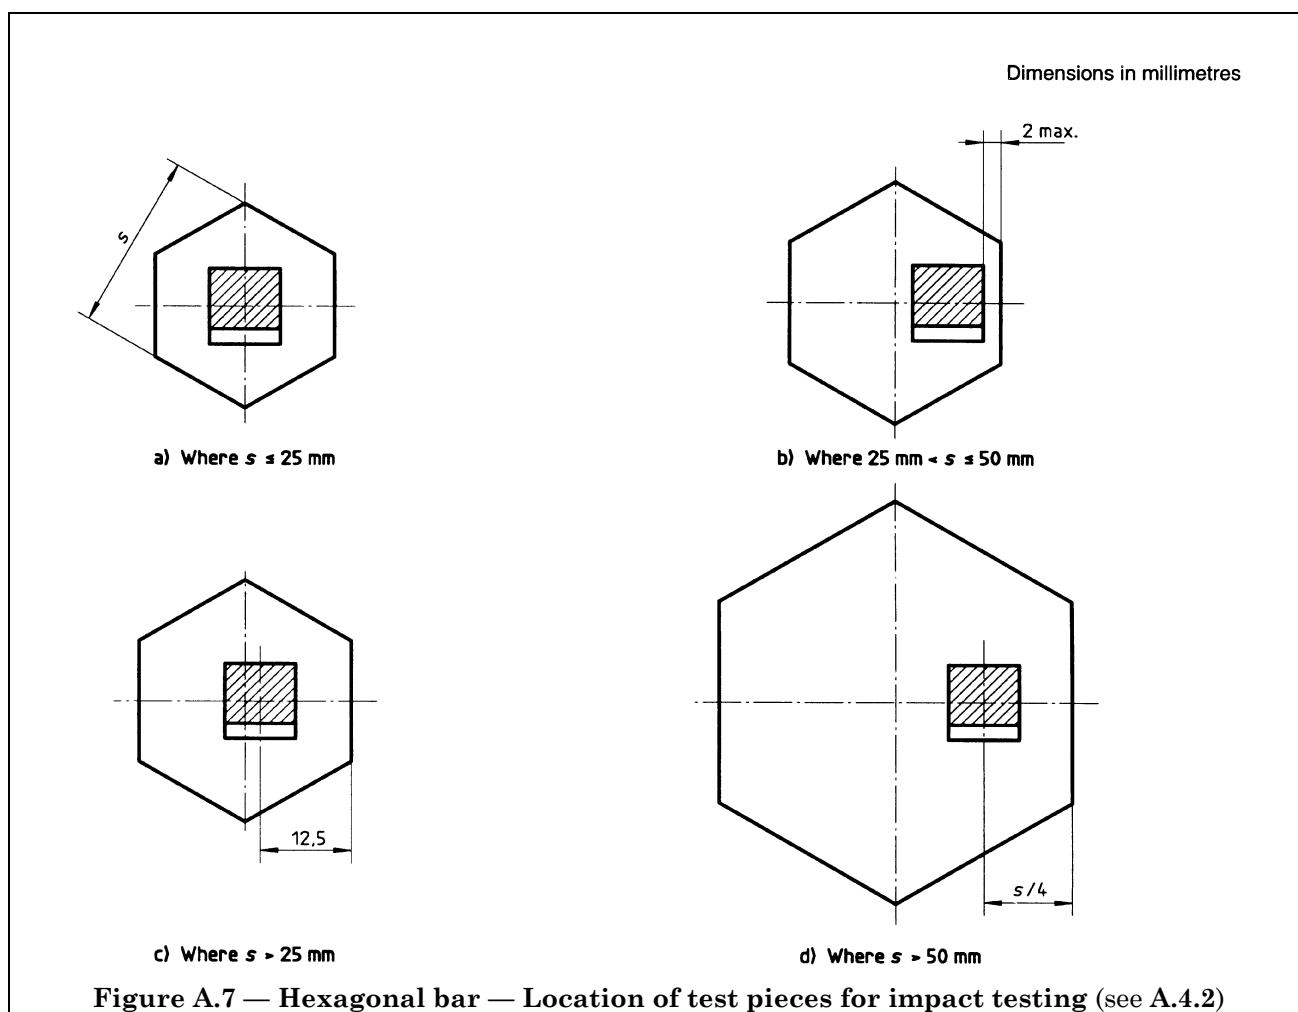 Dimensions in millimetres
s
a) Where s ≤ 25 mm
2 max.
b) Where 25 mm < s ≤ 50 mm
12,5
c) Where s > 25 mm
s/4
d) Where s > 50 mm
Figure A.7 — Hexagonal bar — Location of test pieces for impact testing (see A.4.2)